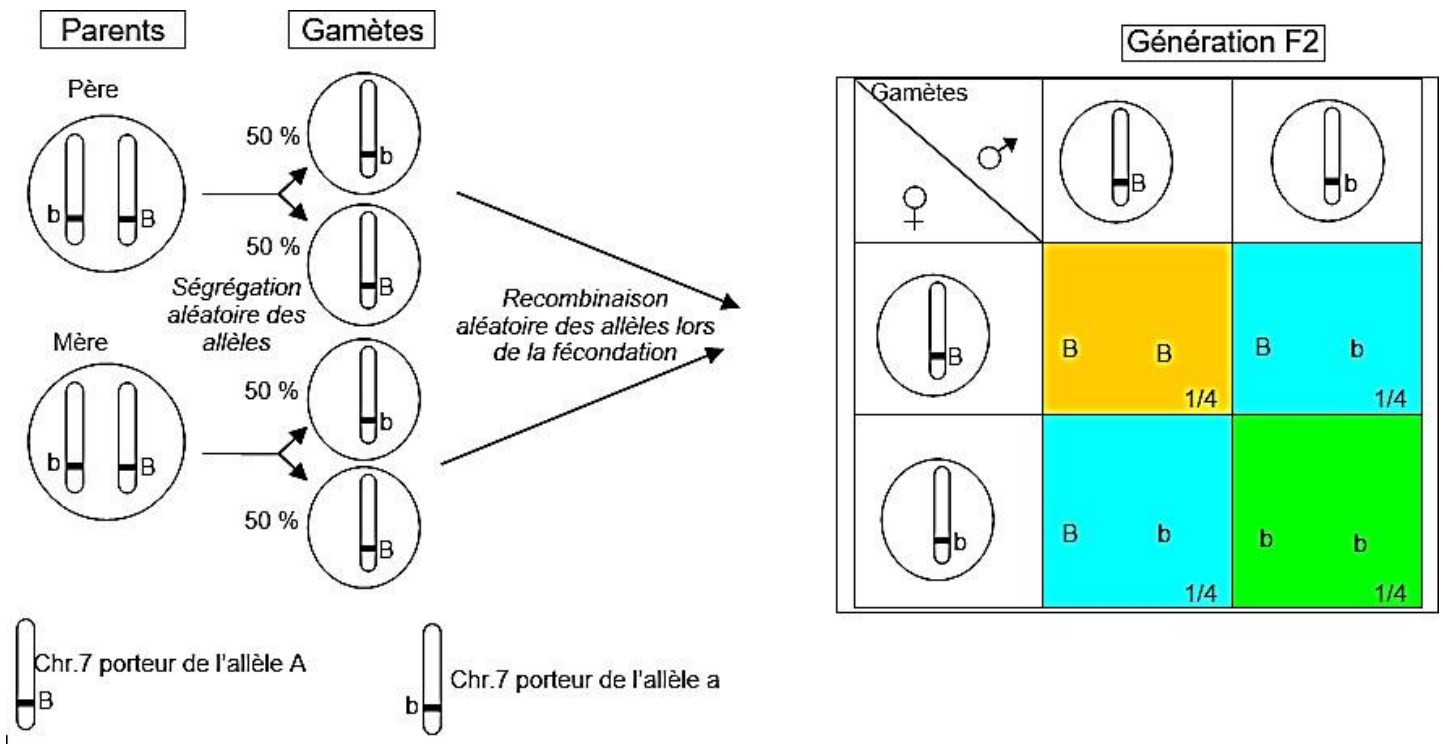 Parents
Gamètes
Père
b
B
50 %
b
50 %
B
Ségrégation
aléatoire des
allèles
Mère
b
B
50 %
b
50 %
B
Recombinaison
aléatoire des allèles lors
de la fécondation
Chr.7 porteur de l'allèle A
B
Chr.7 porteur de l'allèle a
b
Génération F2
Gamètes
♂
♀
B
b
B
B B
1/4
B b
1/4
b
B b
1/4
b b
1/4